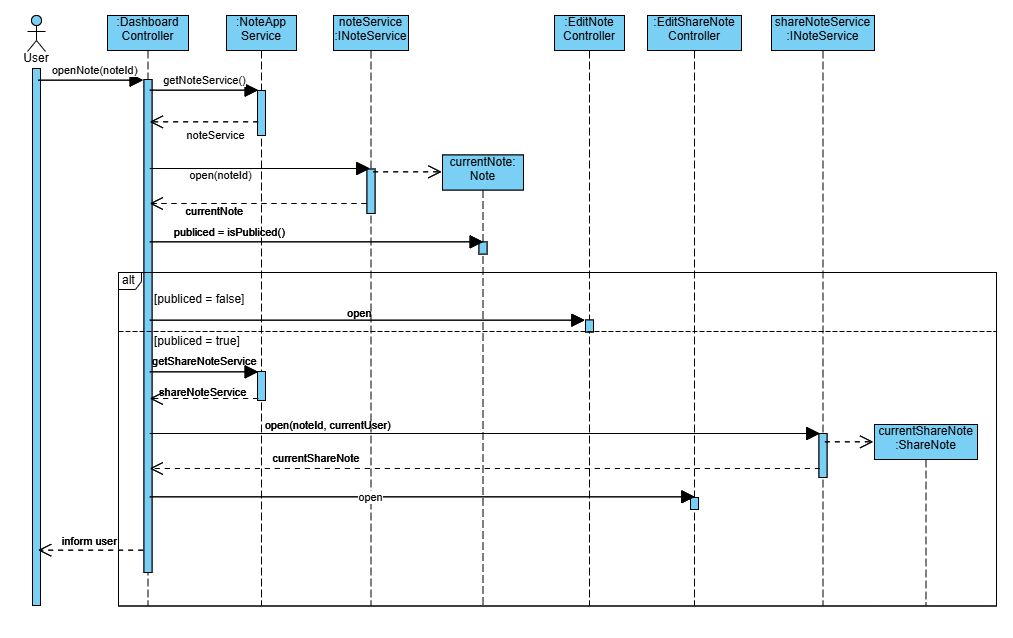 :Dashboard
Controller
:NoteApp
Service
noteService
:INoteService
:EditNote
Controller
:EditShareNote
Controller
shareNoteService
:INoteService
User
openNote(noteId)
getNoteService()
noteService
currentNote:
Note
open(noteId)
currentNote
publiced = isPubliced()
alt
[publiced = false]
open
[publiced = true]
getShareNoteService
shareNoteService
open(noteId, currentUser)
currentShareNote
:ShareNote
currentShareNote
open
inform user